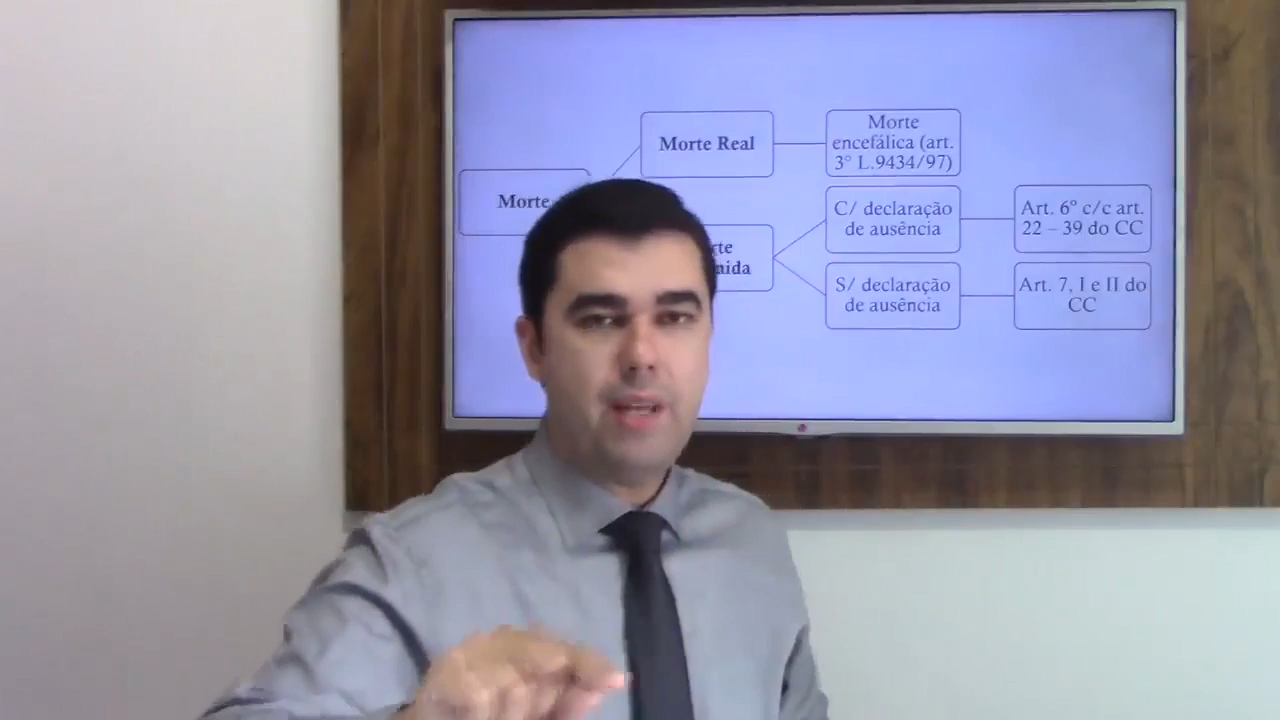 Morte
Morte Real
Morte
encefálica (art.
3º L.9434/97)
C/ declaração
de ausência
Art. 6º c/c art.
22 – 39 do CC
S/ declaração
de ausência
Art. 7, I e II do
CC